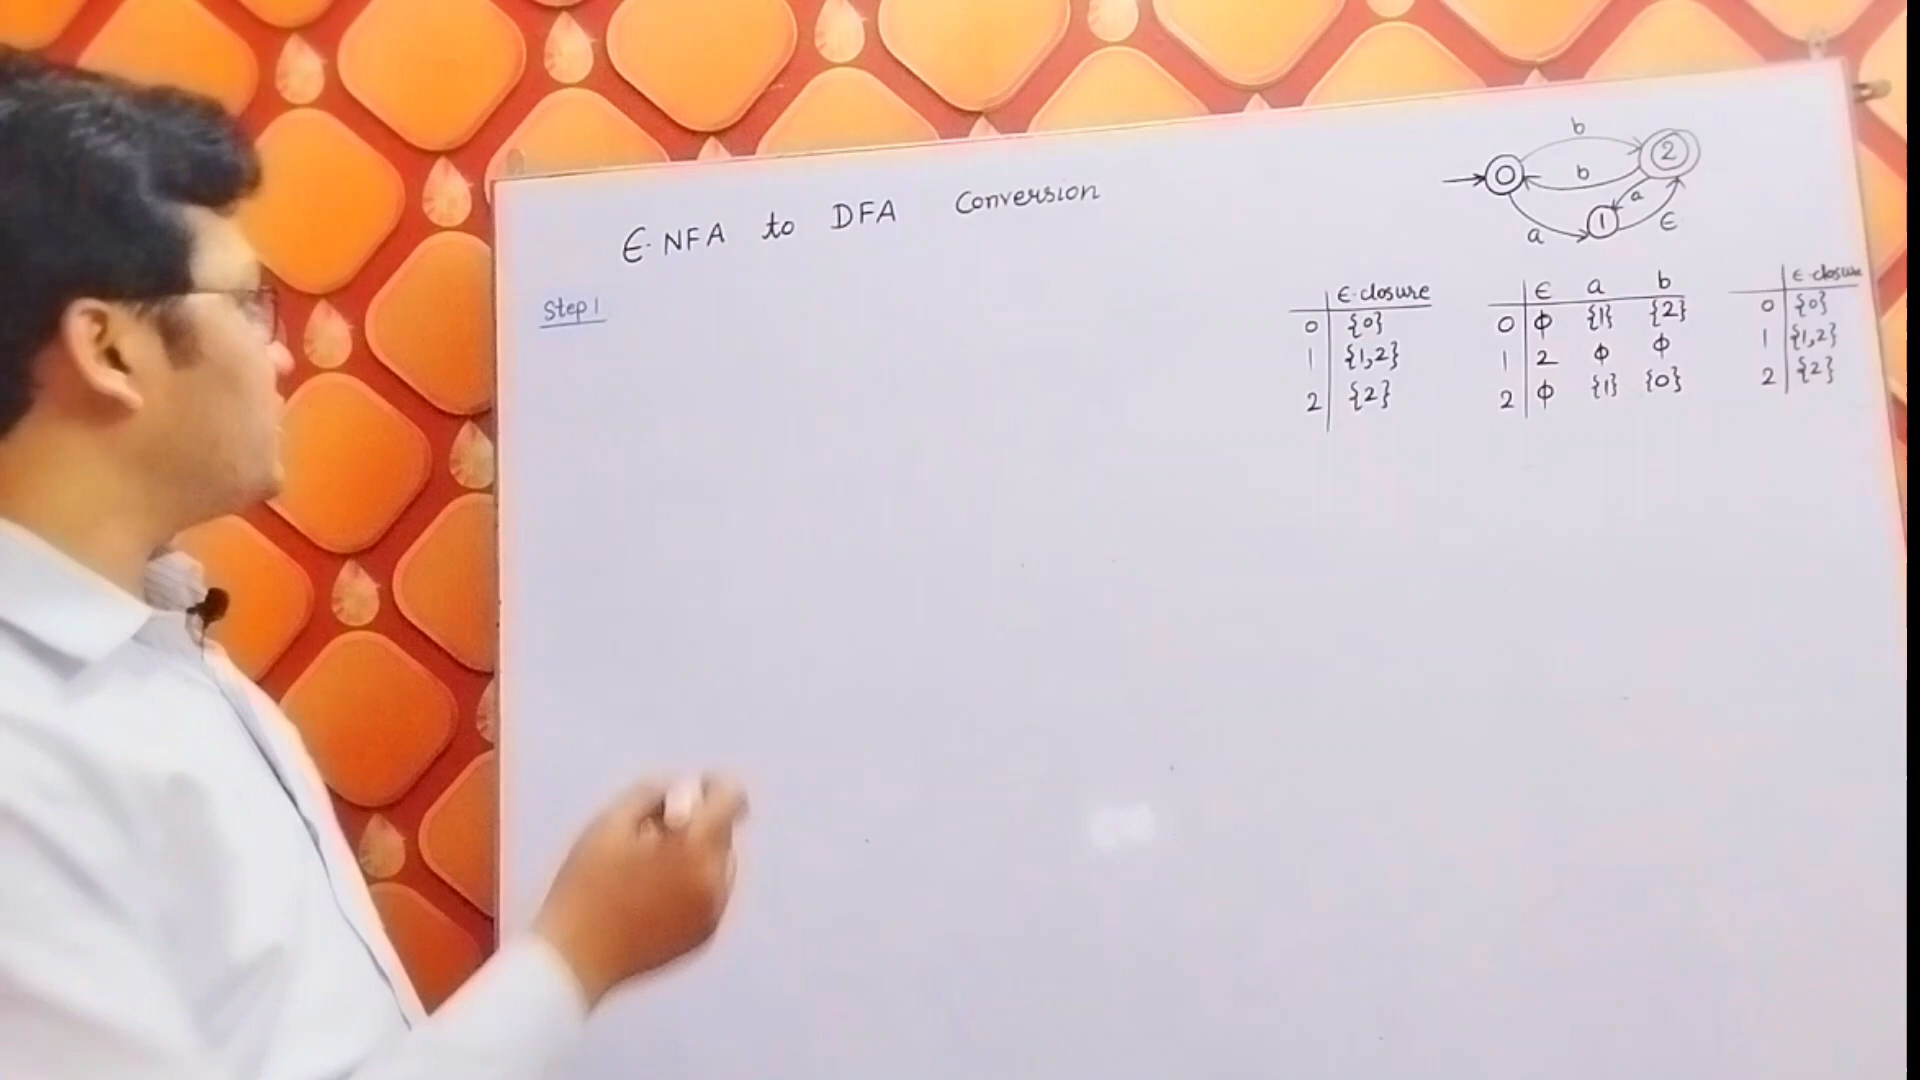 ϵ-NFA to DFA Conversion
Step 1
b
0 b 2
a
1
a ϵ
ϵ-closure
0 {0}
1 {1,2}
2 {2}
ϵ a b
0 ϕ {1} {2}
1 2 ϕ ϕ
2 ϕ {1} {0}
ϵ-closure
0 {0}
1 {1,2}
2 {2}